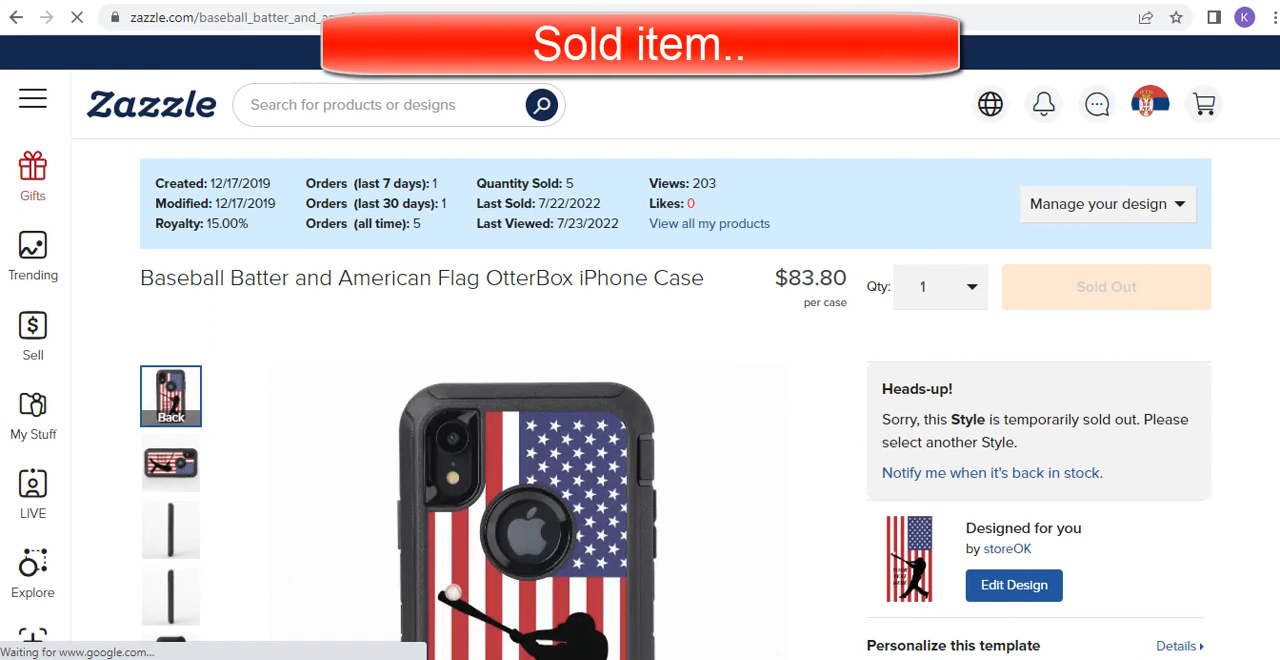 zazzle.com/baseball_batter_and_a
K
Sold item..
Zazzle
Search for products or designs
Gifts
Trending
Sell
My Stuff
LIVE
Explore
Created: 12/17/2019
Modified: 12/17/2019
Royalty: 15.00%
Orders (last 7 days): 1
Orders (last 30 days): 1
Orders (all time): 5
Quantity Sold: 5
Last Sold: 7/22/2022
Last Viewed: 7/23/2022
Views: 203
Likes: 0
View all my products
Manage your design
Baseball Batter and American Flag OtterBox iPhone Case
$83.80
per case
Qty: 1
Sold Out
Back
Heads-up!
Sorry, this Style is temporarily sold out. Please
select another Style.
Notify me when it's back in stock.
Designed for you
by storeOK
Edit Design
Personalize this template
Details
Waiting for www.google.com...